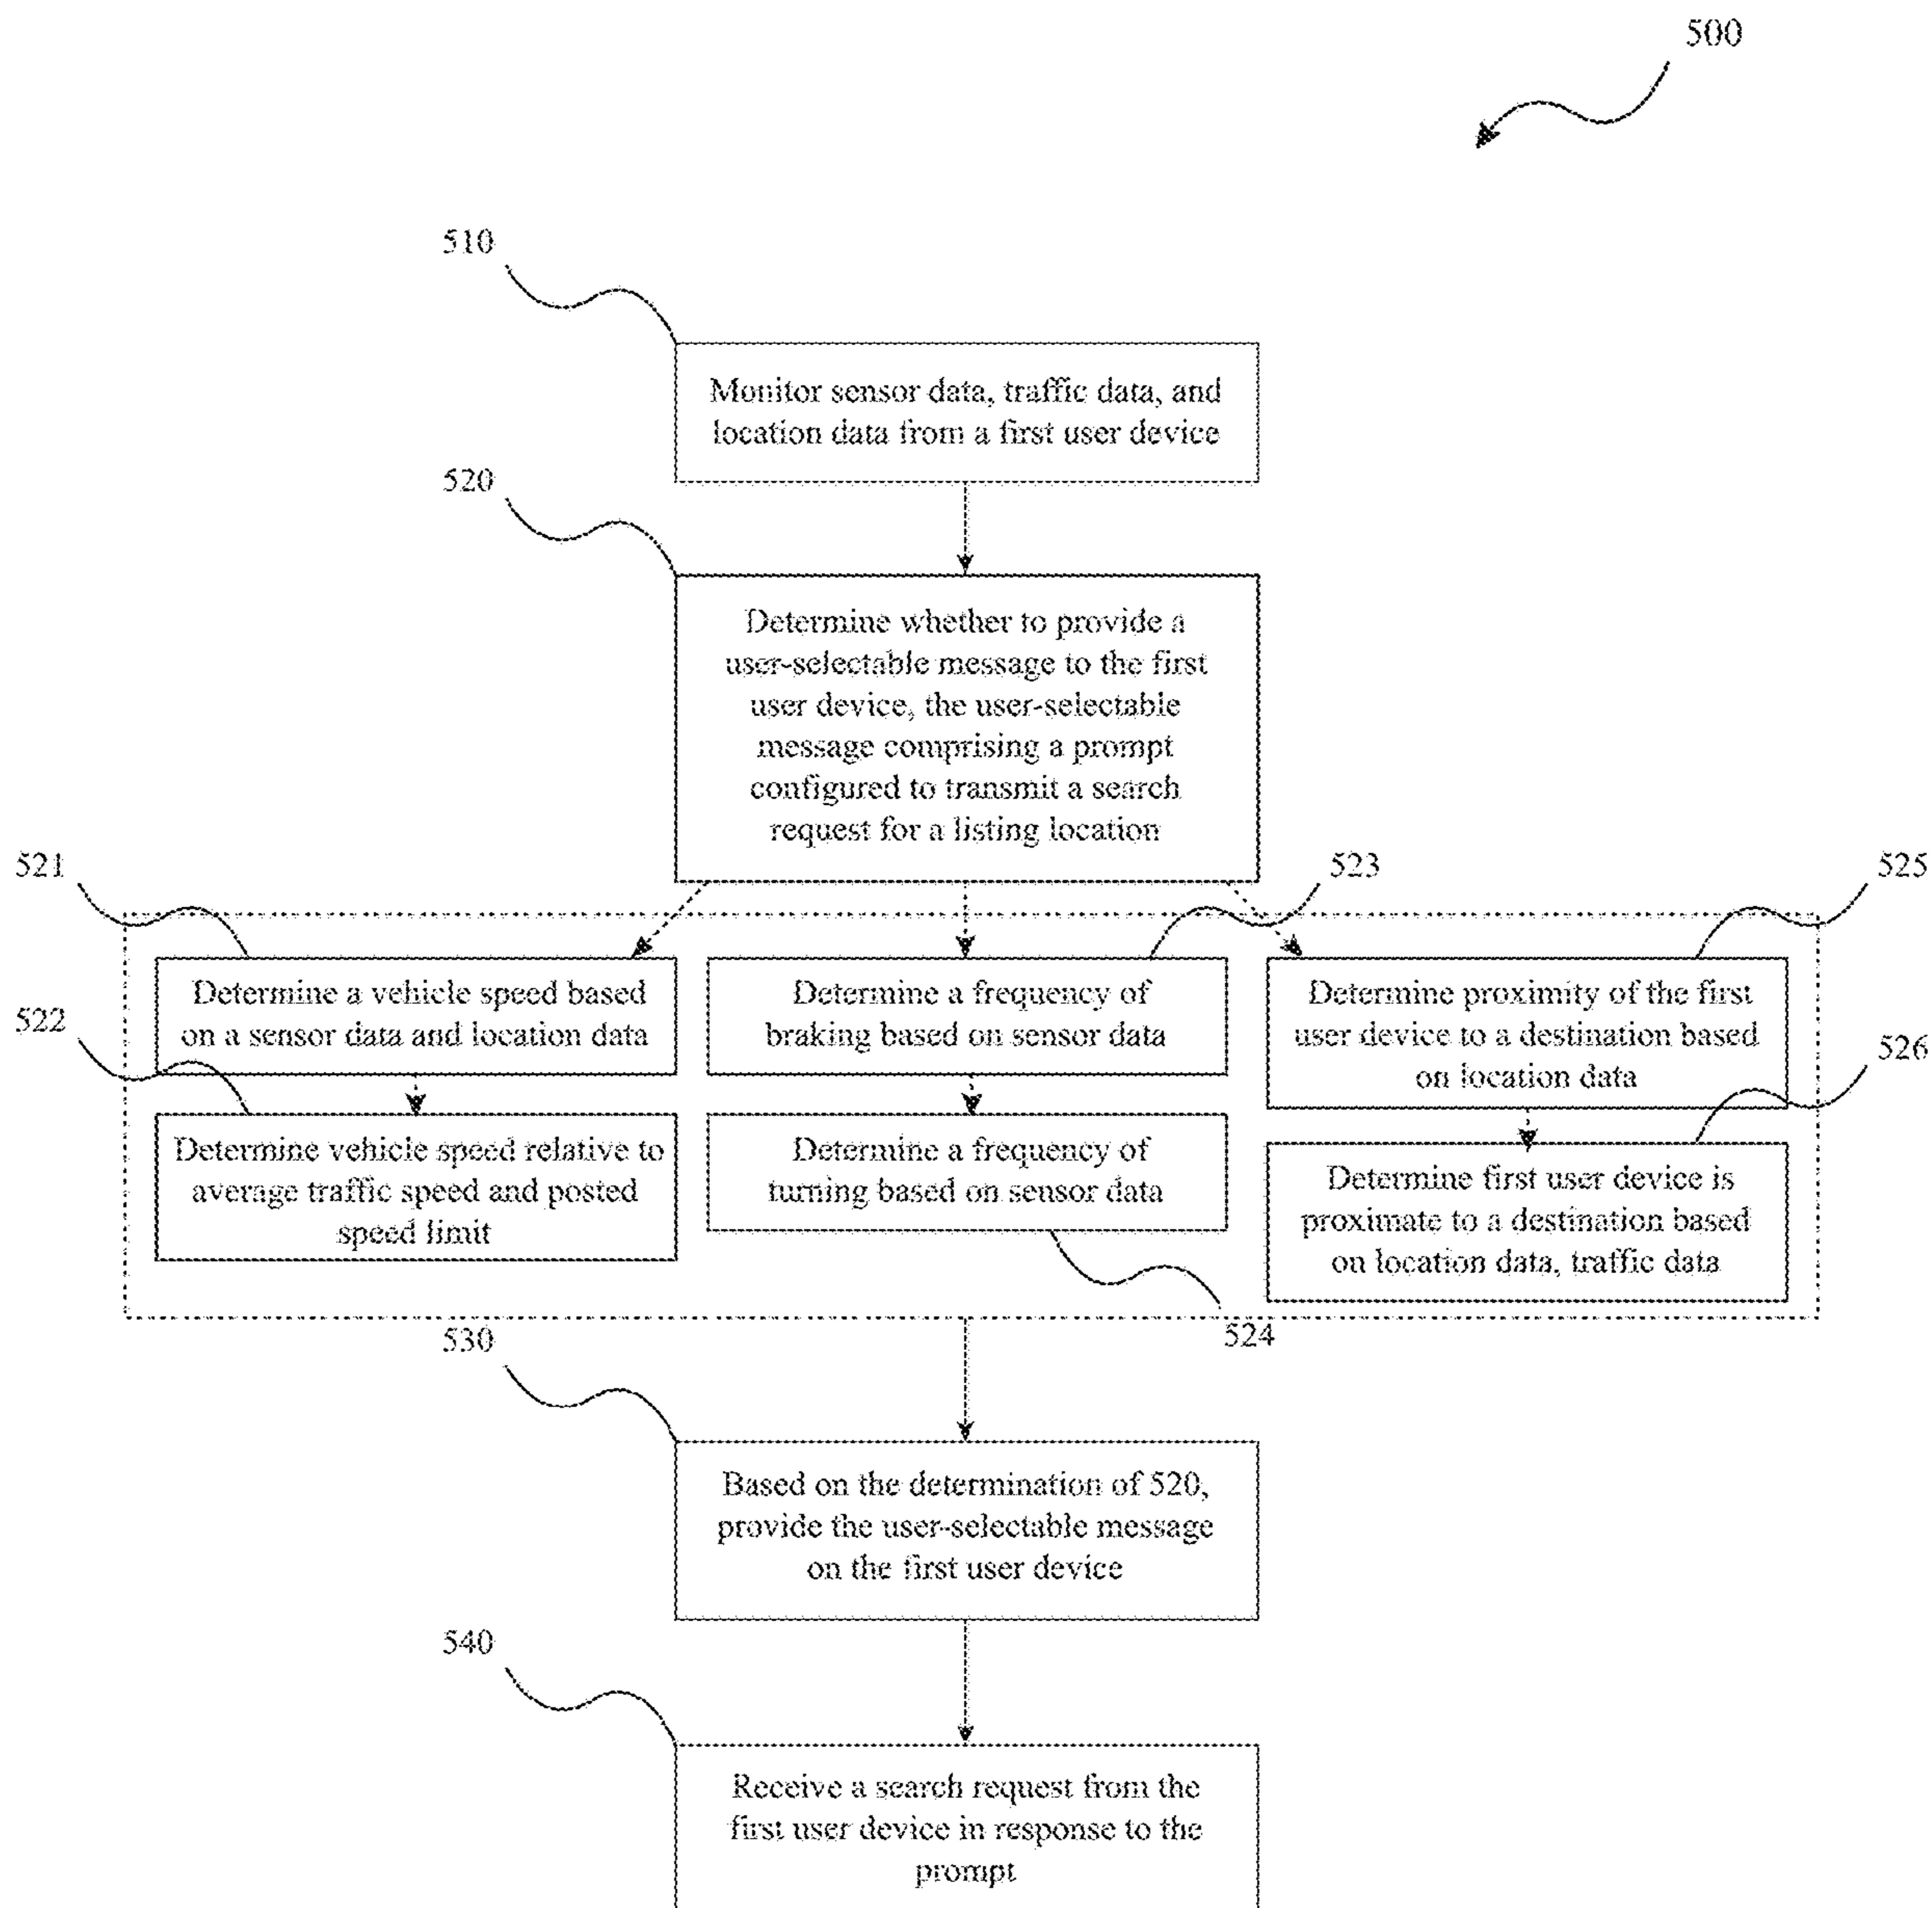 500
510
Monitor sensor data, traffic data, and
location data from a first user device
520
Determine whether to provide a
user-selectable message to the first
user device, the user-selectable
message comprising a prompt
configured to transmit a search
request for a listing location
521
523
525
Determine a vehicle speed based
on a sensor data and location data
Determine a frequency of
braking based on sensor data
Determine proximity of the first
user device to a destination based
on location data
522
526
Determine vehicle speed relative to
average traffic speed and posted
speed limit
Determine a frequency of
turning based on sensor data
Determine first user device is
proximate to a destination based
on location data, traffic data
524
530
Based on the determination of 520,
provide the user-selectable message
on the first user device
540
Receive a search request from the
first user device in response to the
prompt